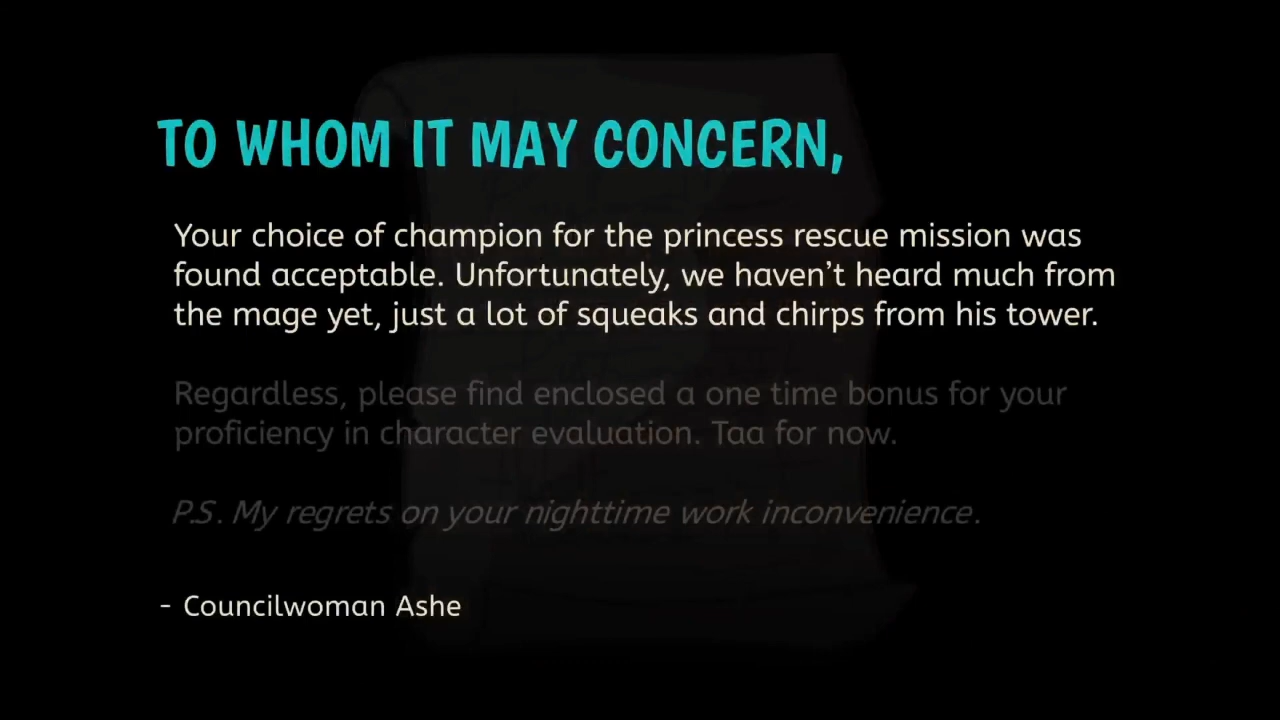 TO WHOM IT MAY CONCERN,
Your choice of champion for the princess rescue mission was
found acceptable. Unfortunately, we haven’t heard much from
the mage yet, just a lot of squeaks and chirps from his tower.
Regardless, please find enclosed a one time bonus for your
proficiency in character evaluation. Taa for now.
P.S. My regrets on your nighttime work inconvenience.
- Councilwoman Ashe